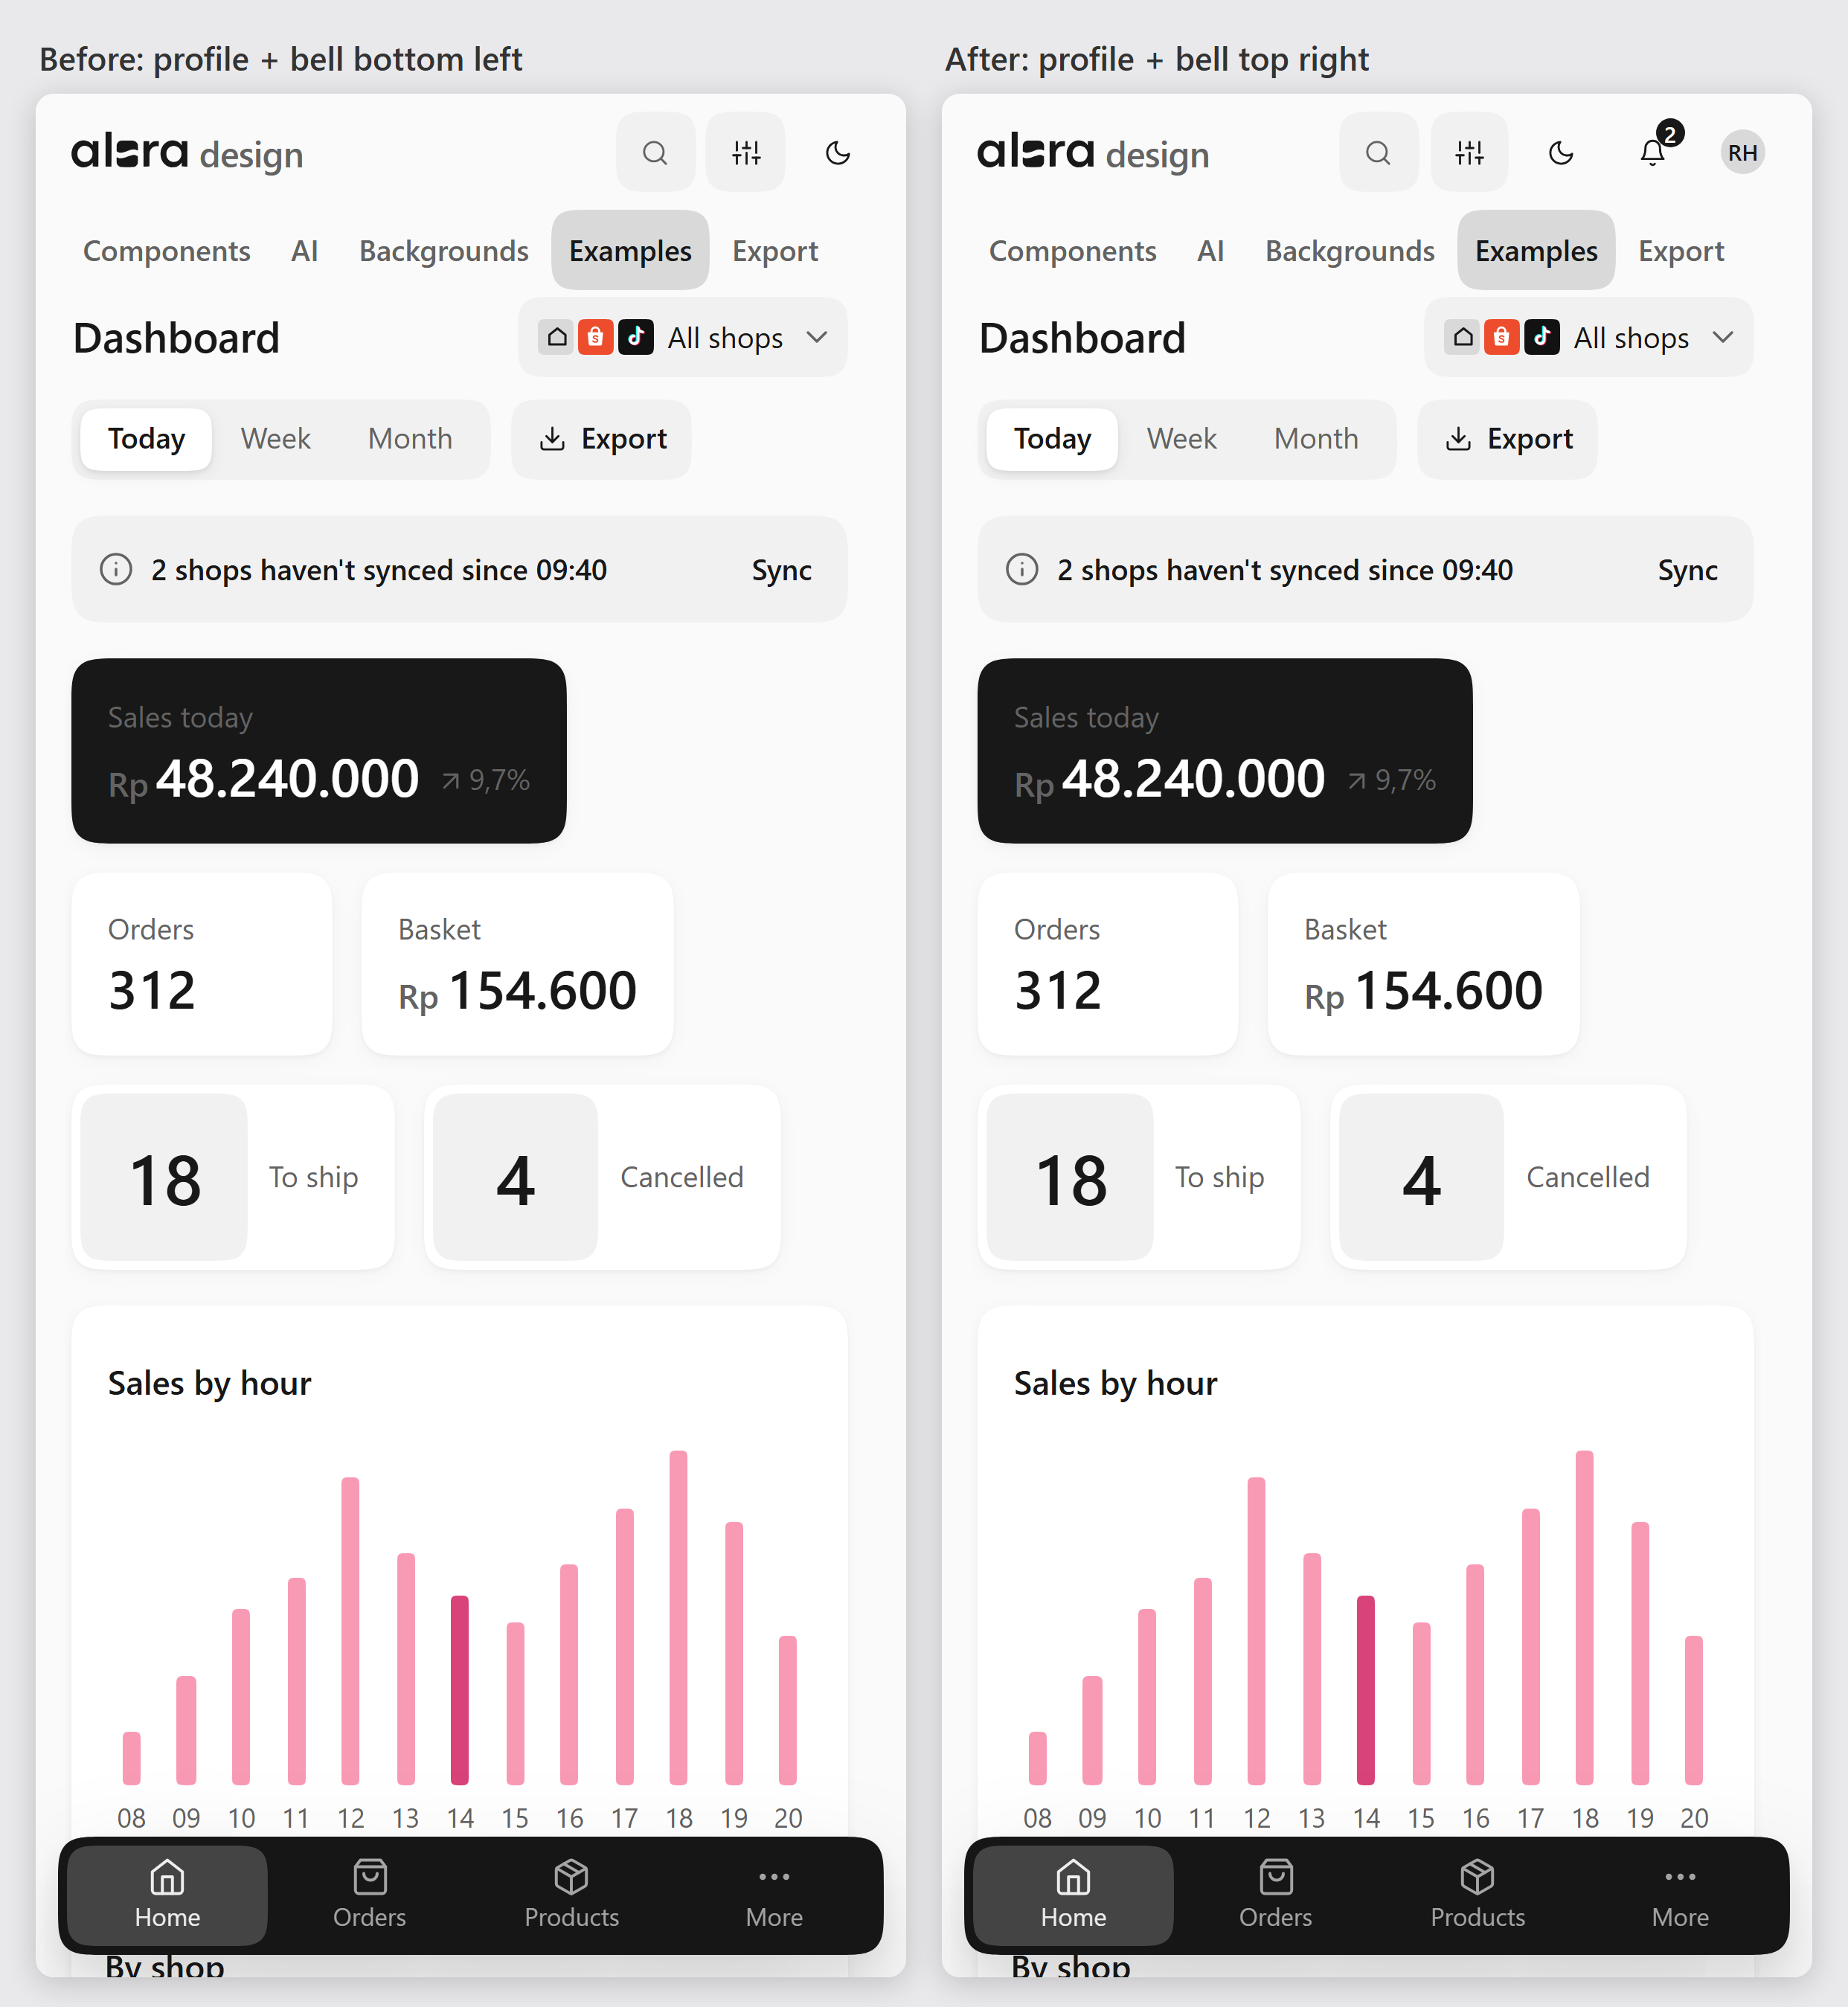 Before: profile + bell bottom left
alsra design
Components AI Backgrounds Examples Export
Dashboard
All shops
Today Week Month Export
2 shops haven't synced since 09:40 Sync
Sales today
Rp 48.240.000 9,7%
Orders
312
Basket
Rp 154.600
18 To ship
4 Cancelled
Sales by hour
08 09 10 11 12 13 14 15 16 17 18 19 20
Home Orders Products More
By shop
After: profile + bell top right
alsra design
2
RH
Components AI Backgrounds Examples Export
Dashboard
All shops
Today Week Month Export
2 shops haven't synced since 09:40 Sync
Sales today
Rp 48.240.000 9,7%
Orders
312
Basket
Rp 154.600
18 To ship
4 Cancelled
Sales by hour
08 09 10 11 12 13 14 15 16 17 18 19 20
Home Orders Products More
By shop